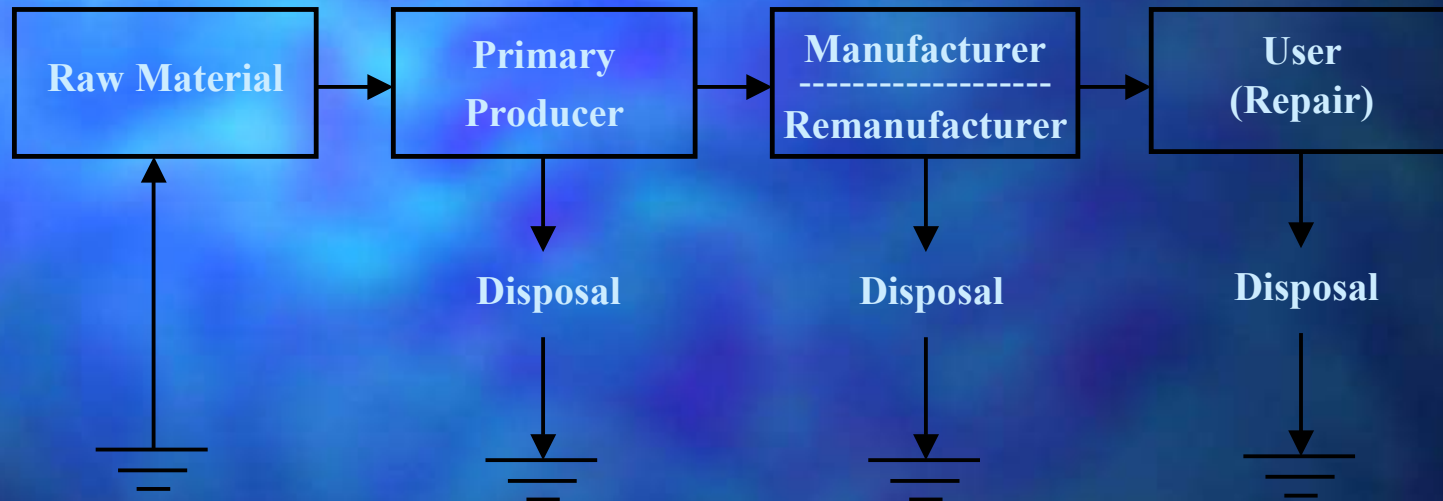 Raw Material
Primary
Producer
Manufacturer
Remanufacturer
User
(Repair)
Disposal
Disposal
Disposal